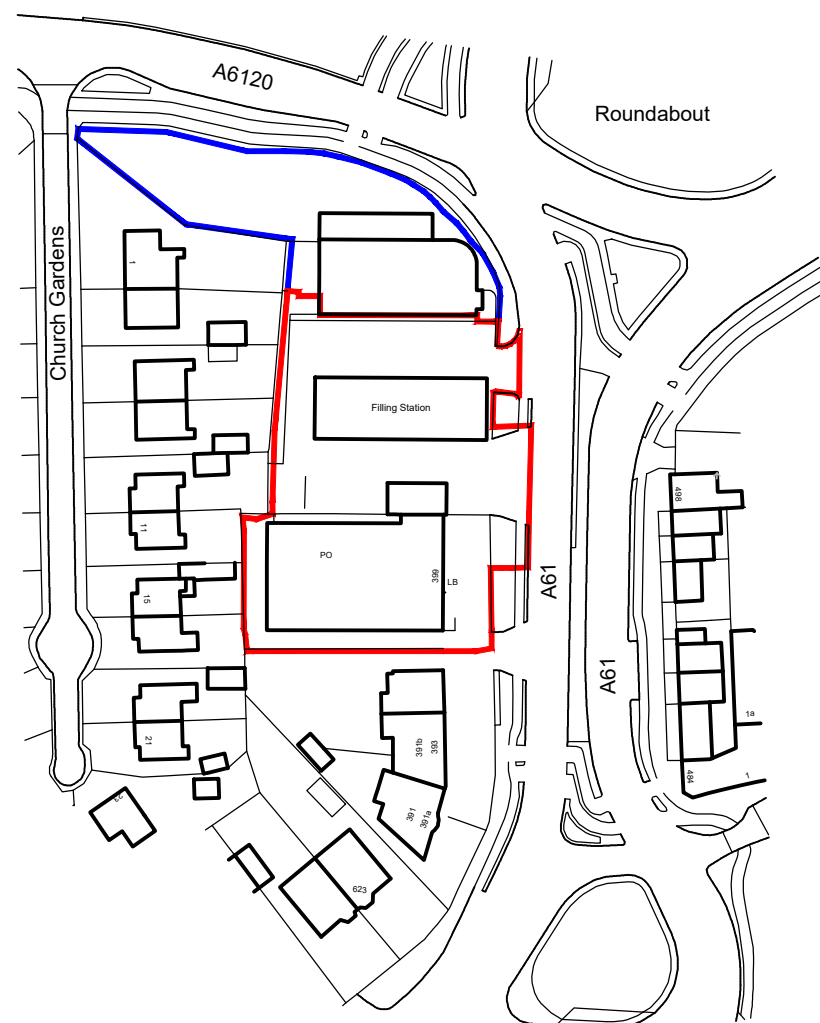 A6120
Roundabout
Church Gardens
1
Filling Station
498
11
PO
399
LB
A61
15
A61
1a
21
391b
393
484
1
23
391
391a
623